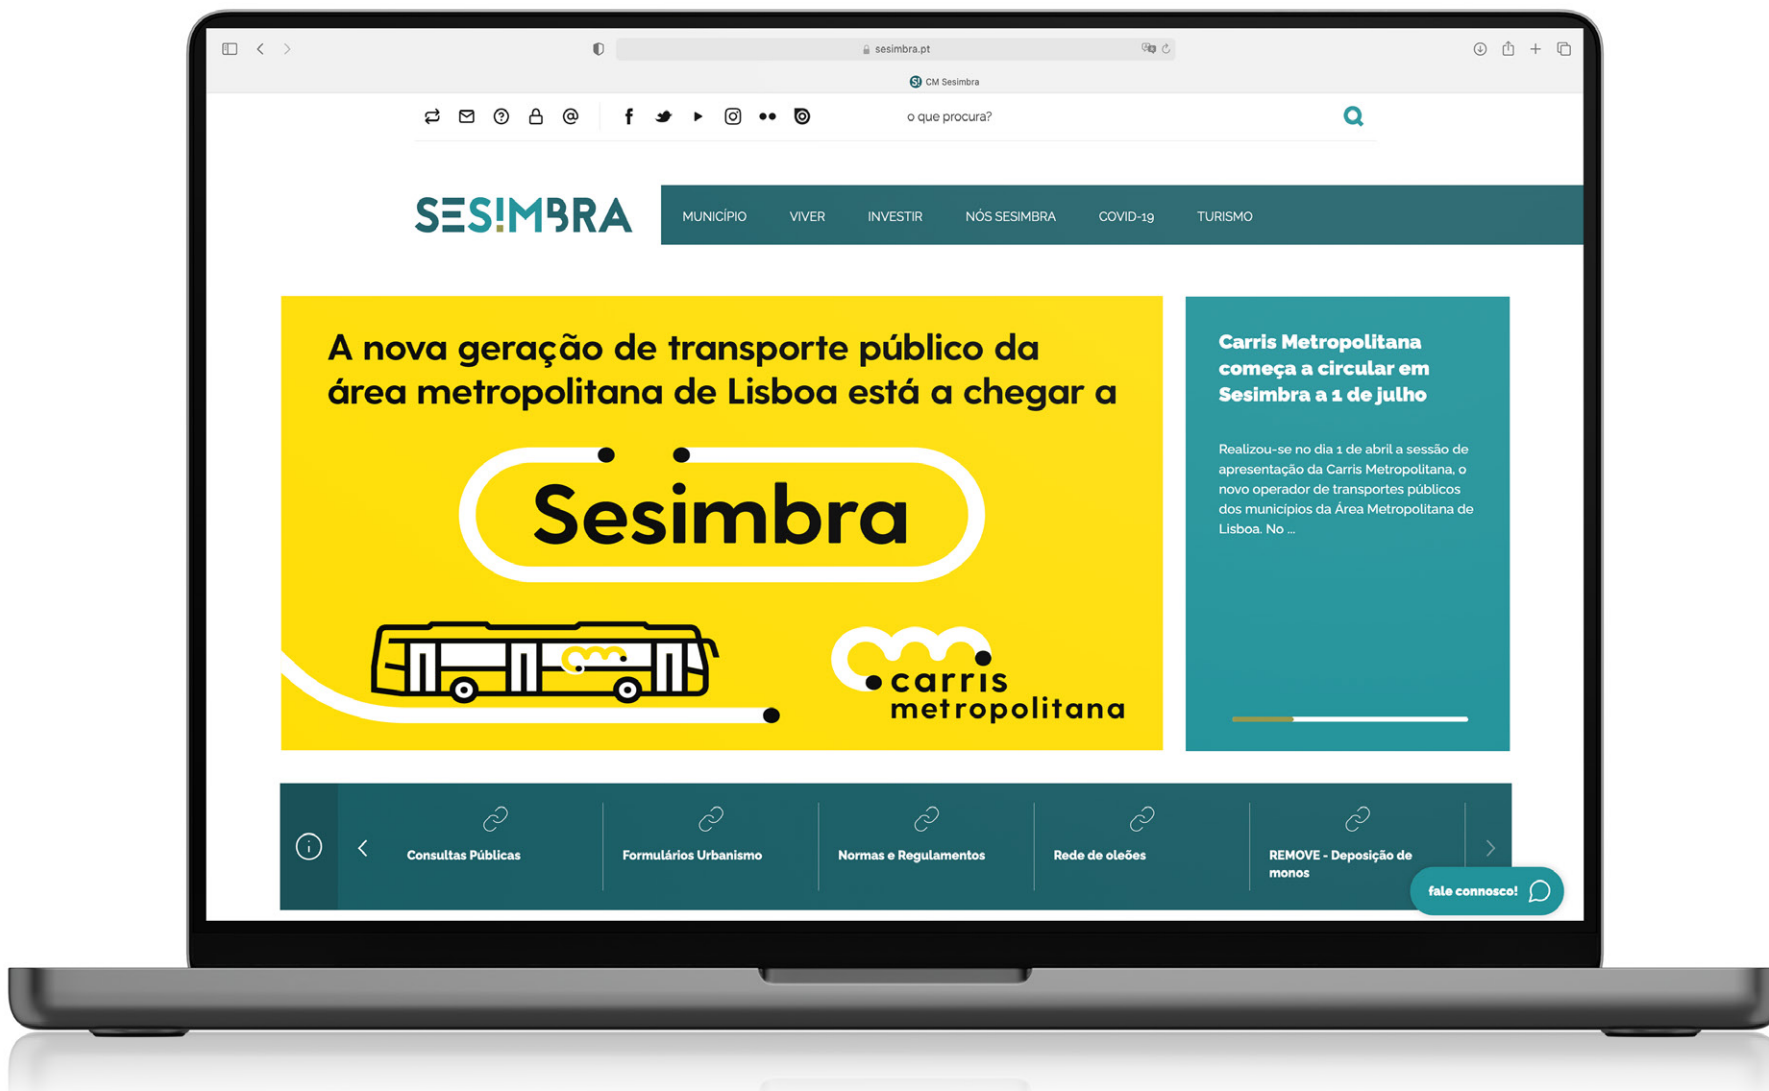 sesimbra.pt
CM Sesimbra
o que procura?
SES!MBRA
MUNICÍPIO
VIVER
INVESTIR
NÓS SESIMBRA
COVID-19
TURISMO
A nova geração de transporte público da
área metropolitana de Lisboa está a chegar a
Sesimbra
carris
metropolitana
Carris Metropolitana
começa a circular em
Sesimbra a 1 de julho
Realizou-se no dia 1 de abril a sessão de
apresentação da Carris Metropolitana, o
novo operador de transportes públicos
dos municípios da Área Metropolitana de
Lisboa. No ...
Consultas Públicas
Formulários Urbanismo
Normas e Regulamentos
Rede de oleões
REMOVE - Deposição de
monos
fale connosco!